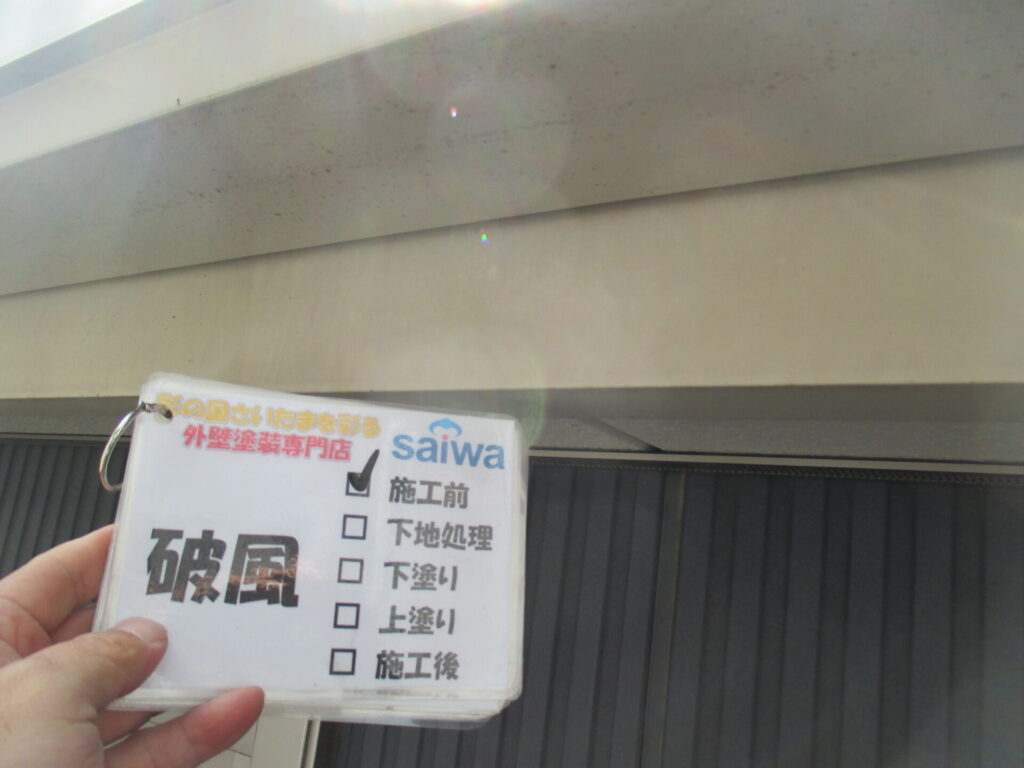 彩の国さいたまを彩る
外壁塗装専門店
saiwa
破風
施工前
下地処理
下塗り
上塗り
施工後